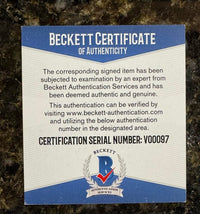 BECKETT CERTIFICATE
OF AUTHENTICITY
The corresponding signed item has been
subjected to examination by an expert from
Beckett Authentication Services and has
been deemed authentic and genuine.
This authentication can be verified by
visiting www.beckett-authentication.com
and utilizing the below authentication
number in the designated area.
CERTIFICATION SERIAL NUMBER: V00097
BECKETT
B
AUTHENTICATION
SERVICES